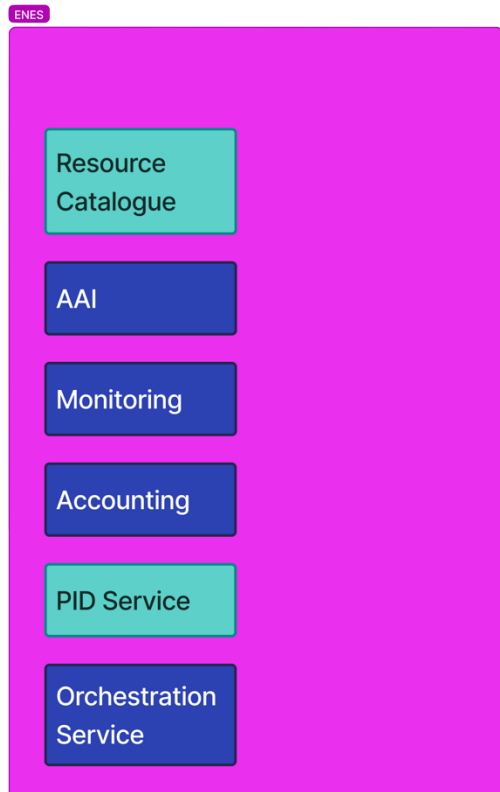 ENES
Resource
Catalogue
AAI
Monitoring
Accounting
PID Service
Orchestration
Service